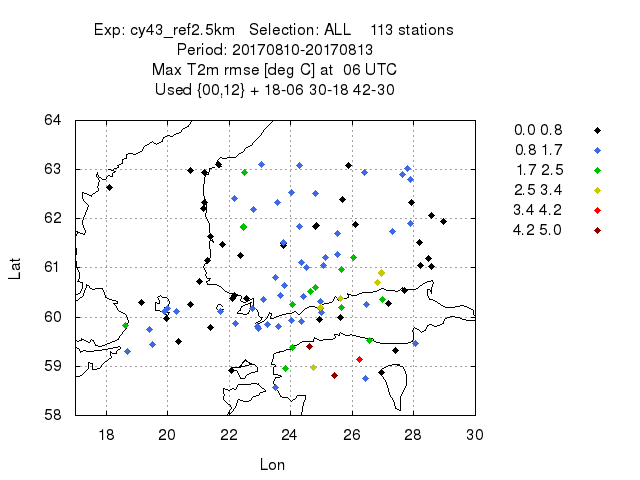 Exp: cy43_ref2.5km Selection: ALL 113 stations
Period: 20170810-20170813
Max T2m rmse [deg C] at 06 UTC
Used {00,12} + 18-06 30-18 42-30
64
63
62
61
60
59
58
Lat
18 20 22 24 26 28 30
Lon
0.0 0.8
0.8 1.7
1.7 2.5
2.5 3.4
3.4 4.2
4.2 5.0